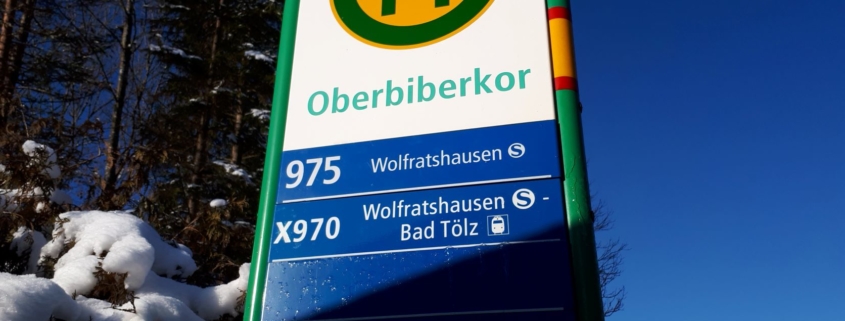 Oberbiberkor
975 Wolfratshausen S
X970 Wolfratshausen S -
Bad Tölz